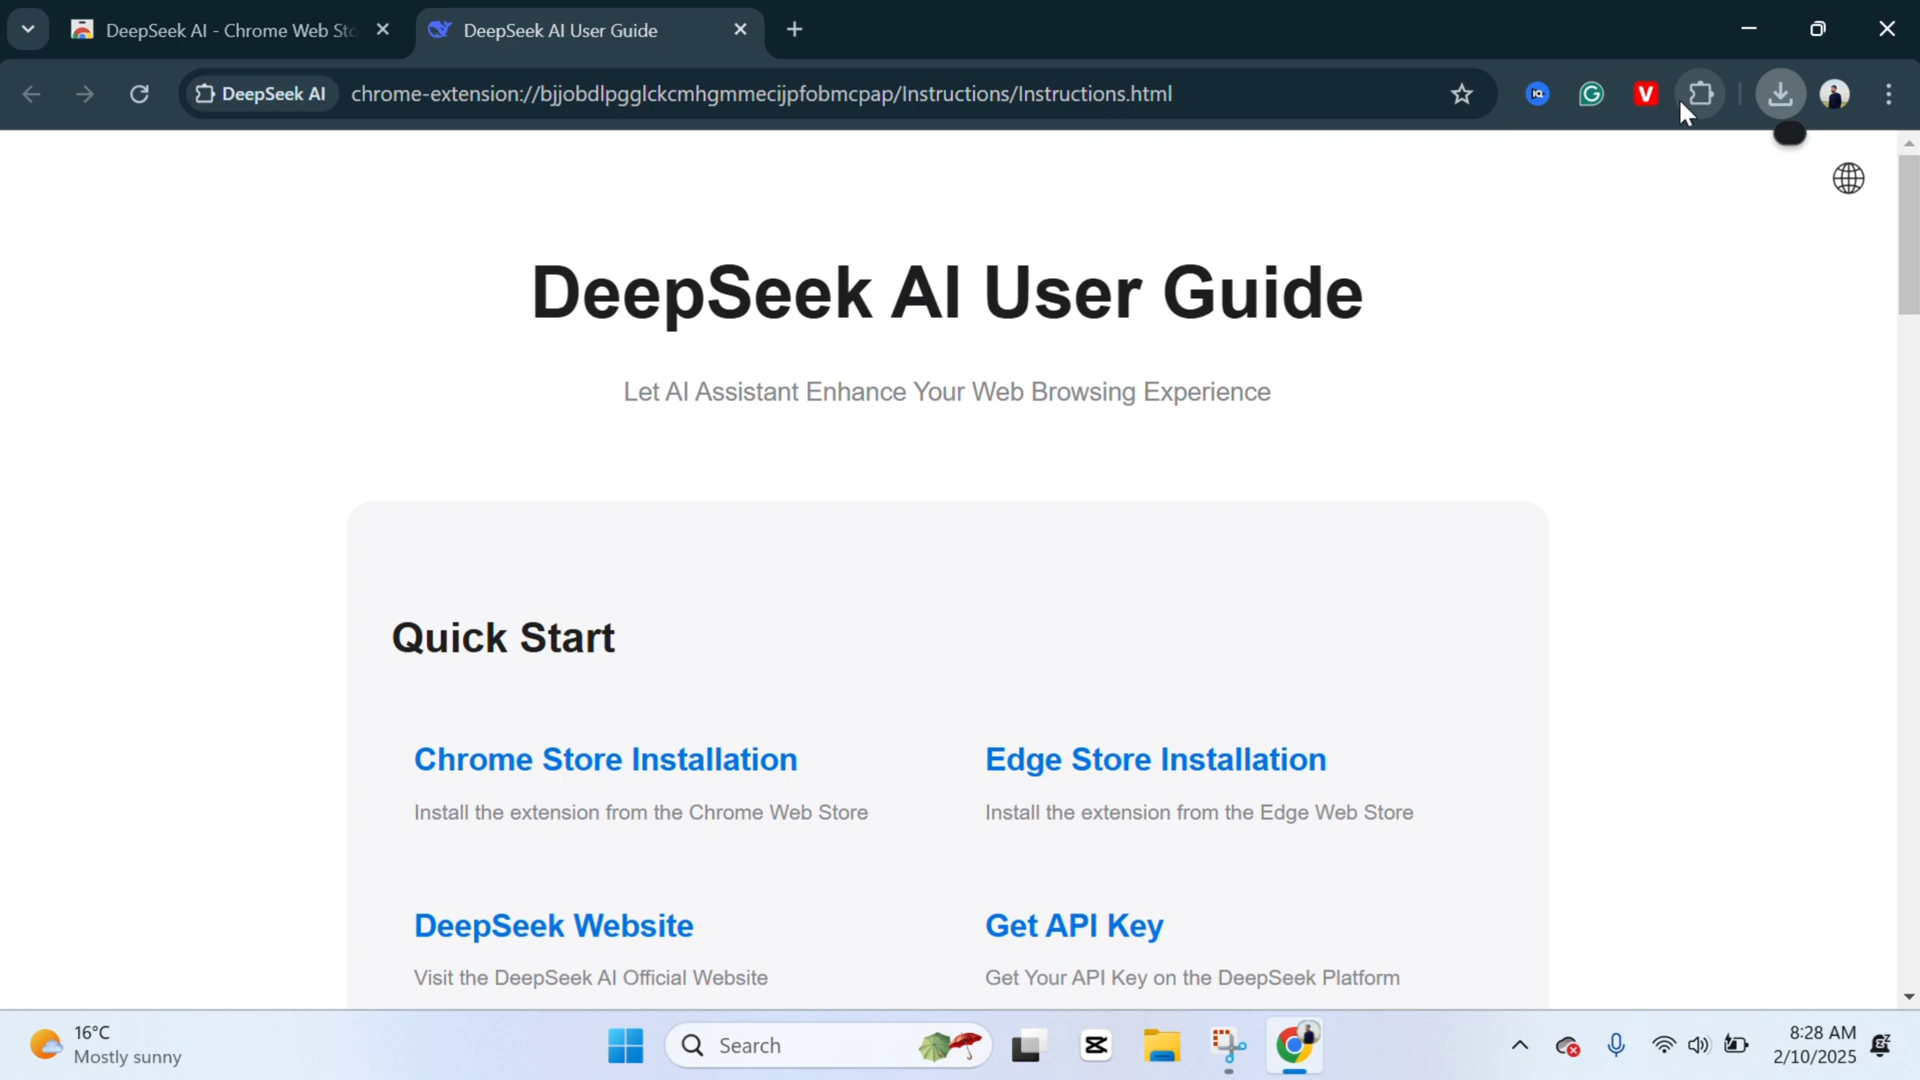 DeepSeek AI - Chrome Web Sto
DeepSeek AI User Guide
DeepSeek AI
chrome-extension://bjjobdlpgglckcmhgmmecijpfobmcpap/Instructions/Instructions.html
IQ
G
V
DeepSeek AI User Guide
Let AI Assistant Enhance Your Web Browsing Experience
Quick Start
Chrome Store Installation
Install the extension from the Chrome Web Store
Edge Store Installation
Install the extension from the Edge Web Store
DeepSeek Website
Visit the DeepSeek AI Official Website
Get API Key
Get Your API Key on the DeepSeek Platform
16°C
Mostly sunny
Search
8:28 AM
2/10/2025